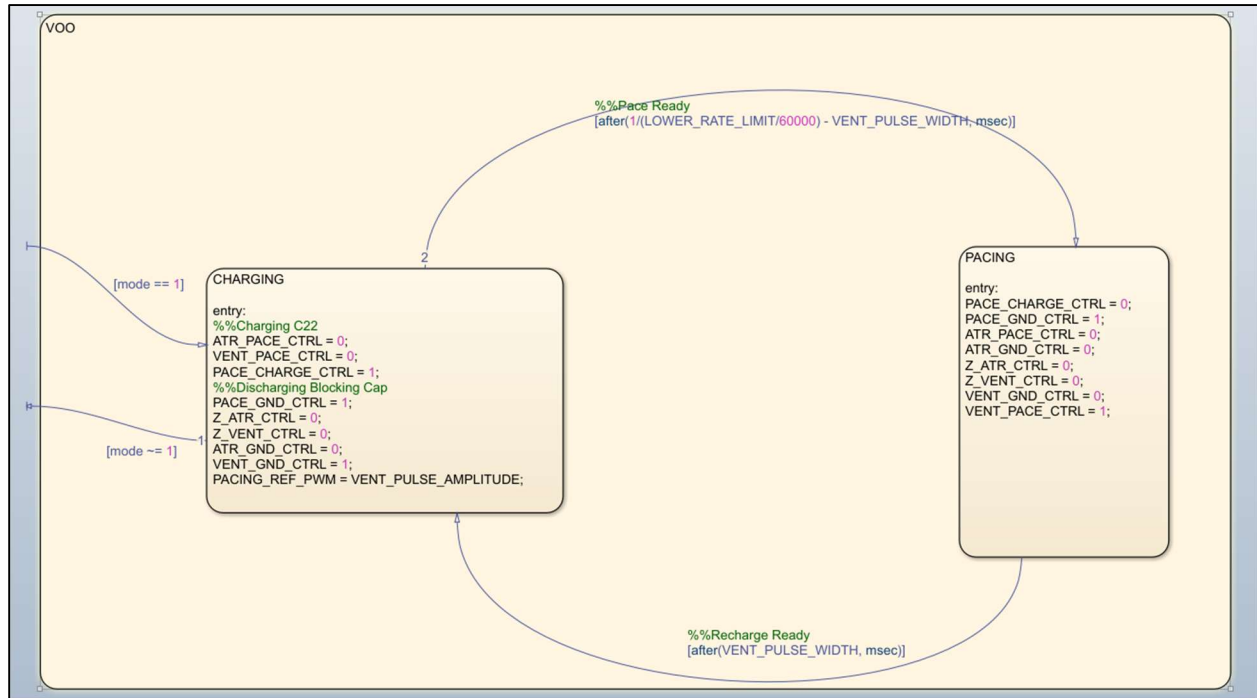 VOO
%%Pace Ready
[after(1/(LOWER_RATE_LIMIT/60000) - VENT_PULSE_WIDTH, msec)]
2
[mode == 1]
CHARGING
entry:
%%Charging C22
ATR_PACE_CTRL = 0;
VENT_PACE_CTRL = 0;
PACE_CHARGE_CTRL = 1;
%%Discharging Blocking Cap
PACE_GND_CTRL = 1;
Z_ATR_CTRL = 0;
Z_VENT_CTRL = 0;
ATR_GND_CTRL = 0;
VENT_GND_CTRL = 1;
PACING_REF_PWM = VENT_PULSE_AMPLITUDE;
1
[mode ~= 1]
PACING
entry:
PACE_CHARGE_CTRL = 0;
PACE_GND_CTRL = 1;
ATR_PACE_CTRL = 0;
ATR_GND_CTRL = 0;
Z_ATR_CTRL = 0;
Z_VENT_CTRL = 0;
VENT_GND_CTRL = 0;
VENT_PACE_CTRL = 1;
%%Recharge Ready
[after(VENT_PULSE_WIDTH, msec)]